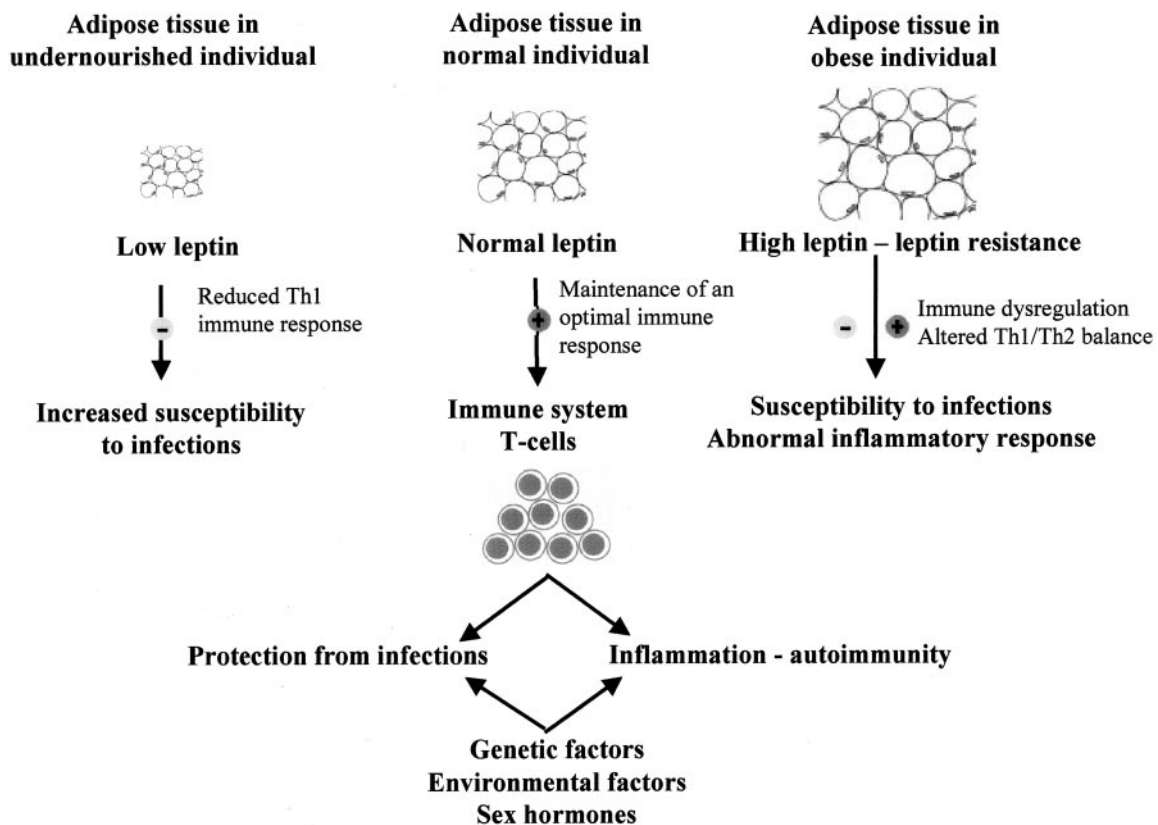 Adipose tissue in
undernourished individual
Adipose tissue in
normal individual
Adipose tissue in
obese individual
Low leptin
Normal leptin
High leptin – leptin resistance
Reduced Th1
immune response
-
Maintenance of an
optimal immune
response
+
Immune dysregulation
Altered Th1/Th2 balance
- +
Increased susceptibility
to infections
Immune system
T-cells
Susceptibility to infections
Abnormal inflammatory response
Protection from infections
Inflammation - autoimmunity
Genetic factors
Environmental factors
Sex hormones